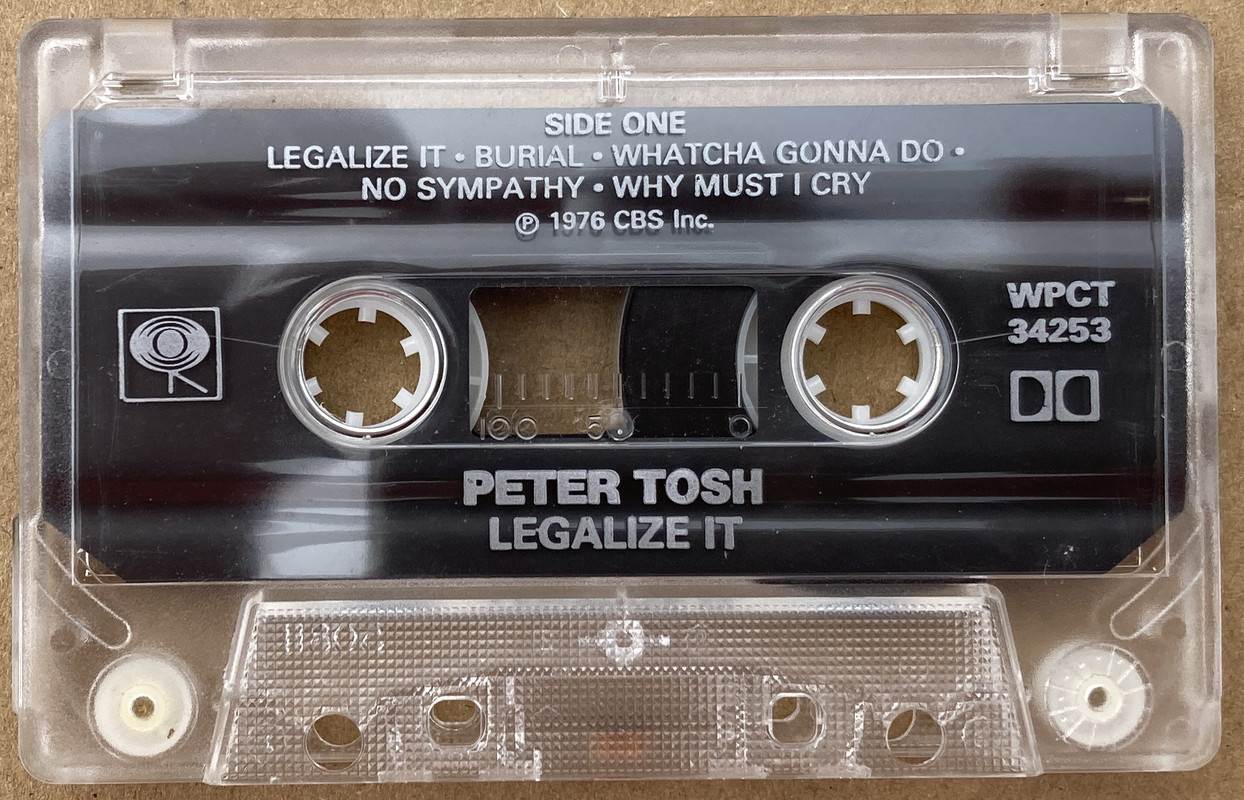 SIDE ONE
LEGALIZE IT • BURIAL • WHATCHA GONNA DO •
NO SYMPATHY • WHY MUST I CRY
℗ 1976 CBS Inc.
WPCT
34253
100 50 0
PETER TOSH
LEGALIZE IT